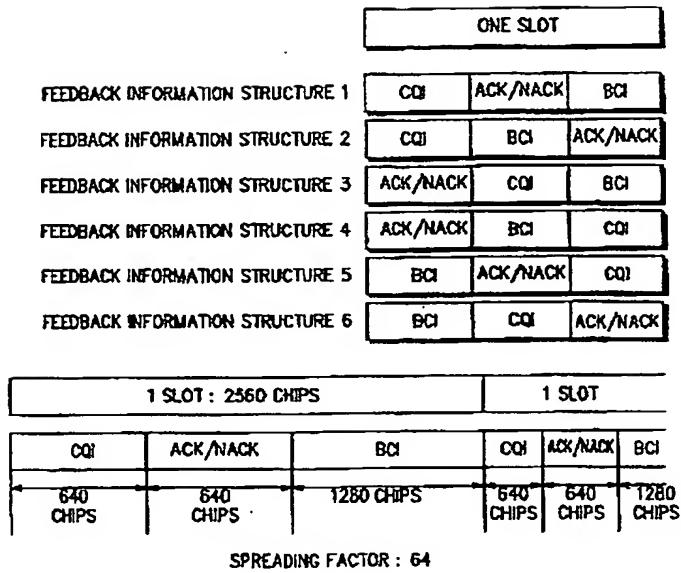 ONE SLOT
FEEDBACK INFORMATION STRUCTURE 1 CQI ACK/NACK BCI
FEEDBACK INFORMATION STRUCTURE 2 CQI BCI ACK/NACK
FEEDBACK INFORMATION STRUCTURE 3 ACK/NACK CQI BCI
FEEDBACK INFORMATION STRUCTURE 4 ACK/NACK BCI CQI
FEEDBACK INFORMATION STRUCTURE 5 BCI ACK/NACK CQI
FEEDBACK INFORMATION STRUCTURE 6 BCI CQI ACK/NACK
1 SLOT : 2560 CHIPS 1 SLOT
CQI ACK/NACK BCI CQI ACK/NACK BCI
640 640 1280 CHIPS 640 640 1280
CHIPS CHIPS CHIPS CHIPS CHIPS
SPREADING FACTOR : 64